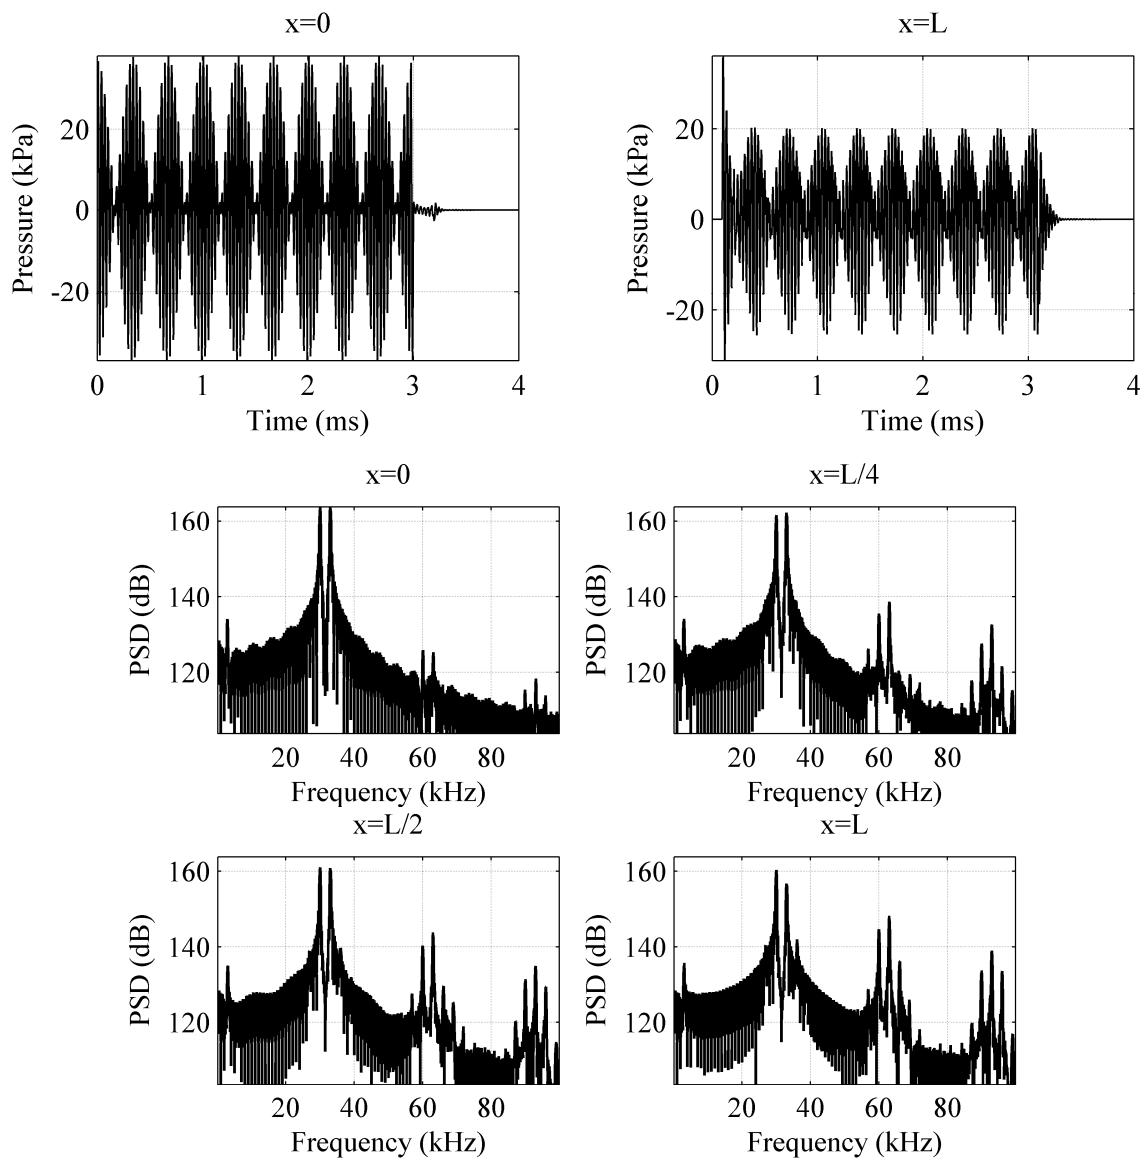 x=0
x=L
Pressure (kPa)
20
0
-20
0
1
2
3
4
Time (ms)
Pressure (kPa)
20
0
-20
0
1
2
3
4
Time (ms)
x=0
x=L/4
PSD (dB)
160
140
120
20
40
60
80
Frequency (kHz)
PSD (dB)
160
140
120
20
40
60
80
Frequency (kHz)
x=L/2
x=L
PSD (dB)
160
140
120
20
40
60
80
Frequency (kHz)
PSD (dB)
160
140
120
20
40
60
80
Frequency (kHz)